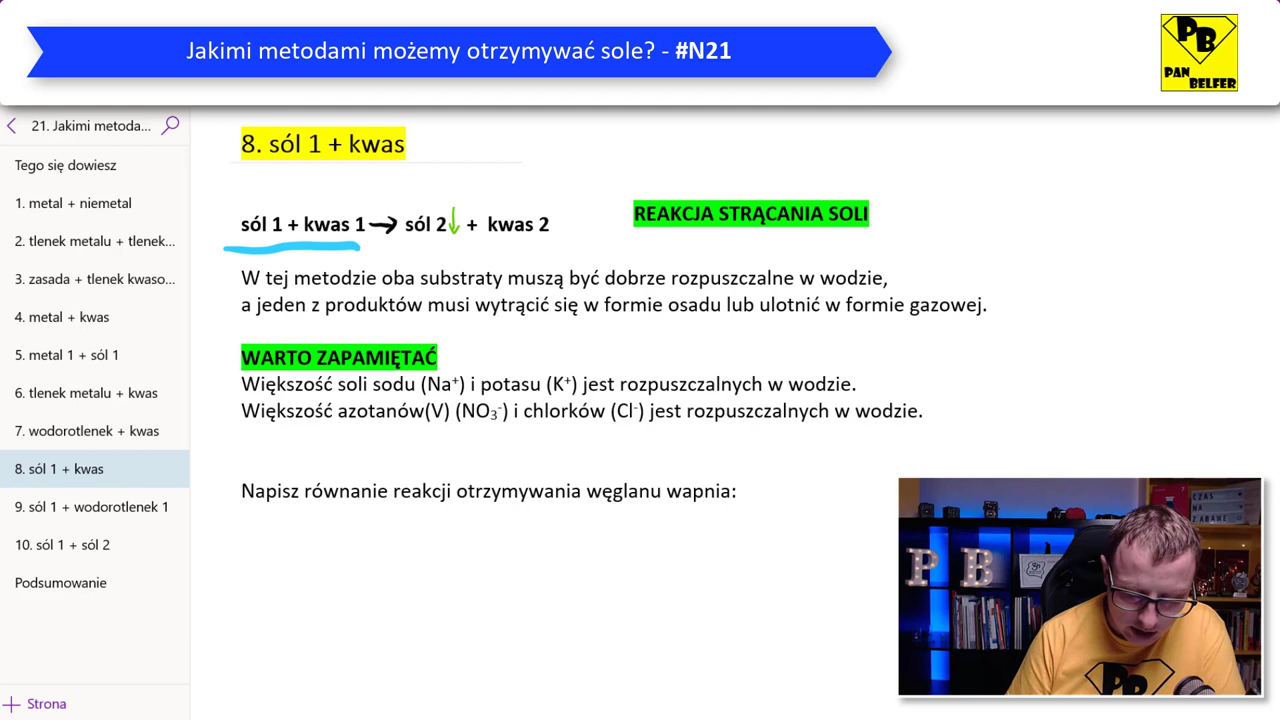 Jakimi metodami możemy otrzymywać sole? - #N21
PB
PAN
BELFER
21. Jakimi metoda...
Tego się dowiesz
1. metal + niemetal
2. tlenek metalu + tlenek...
3. zasada + tlenek kwaso...
4. metal + kwas
5. metal 1 + sól 1
6. tlenek metalu + kwas
7. wodorotlenek + kwas
8. sól 1 + kwas
9. sól 1 + wodorotlenek 1
10. sól 1 + sól 2
Podsumowanie
Strona
8. sól 1 + kwas
sól 1 + kwas 1 → sól 2↓ + kwas 2
REAKCJA STRĄCANIA SOLI
W tej metodzie oba substraty muszą być dobrze rozpuszczalne w wodzie,
a jeden z produktów musi wytrącić się w formie osadu lub ulotnić w formie gazowej.
WARTO ZAPAMIĘTAĆ
Większość soli sodu (Na⁺) i potasu (K⁺) jest rozpuszczalnych w wodzie.
Większość azotanów(V) (NO₃⁻) i chlorków (Cl⁻) jest rozpuszczalnych w wodzie.
Napisz równanie reakcji otrzymywania węglanu wapnia:
CZAS
NA
ZABAWĘ
P B
PB